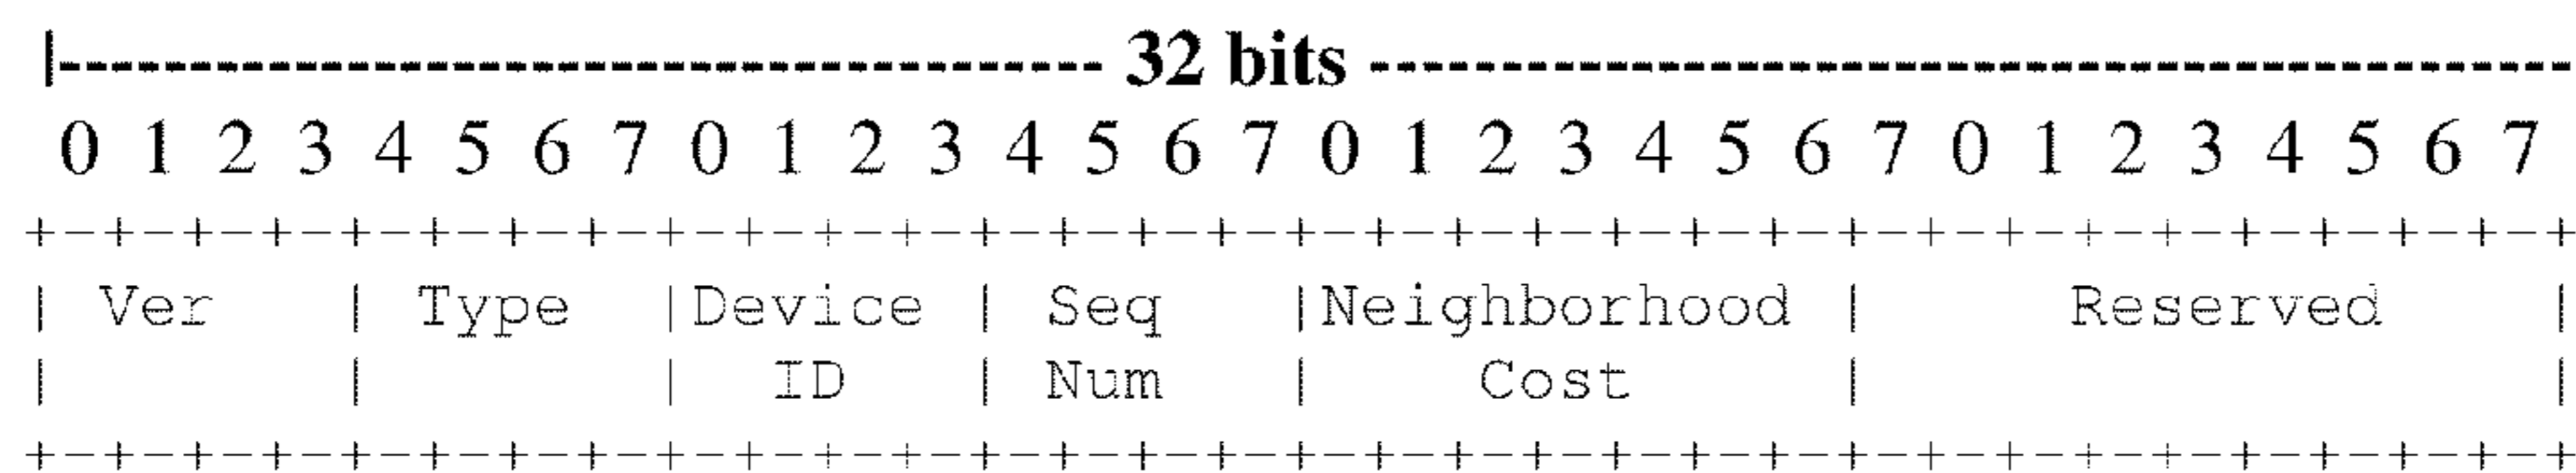 |---------------------------------------- 32 bits ----------------------------------------------
0 1 2 3 4 5 6 7 0 1 2 3 4 5 6 7 0 1 2 3 4 5 6 7 0 1 2 3 4 5 6 7
+-+-+-+-+-+-+-+-+-+-+-+-+-+-+-+-+-+-+-+-+-+-+-+-+-+-+-+-+-+-+-+-+
| Ver | Type |Device | Seq |Neighborhood | Reserved |
| | | ID | Num | Cost | |
+-+-+-+-+-+-+-+-+-+-+-+-+-+-+-+-+-+-+-+-+-+-+-+-+-+-+-+-+-+-+-+-+